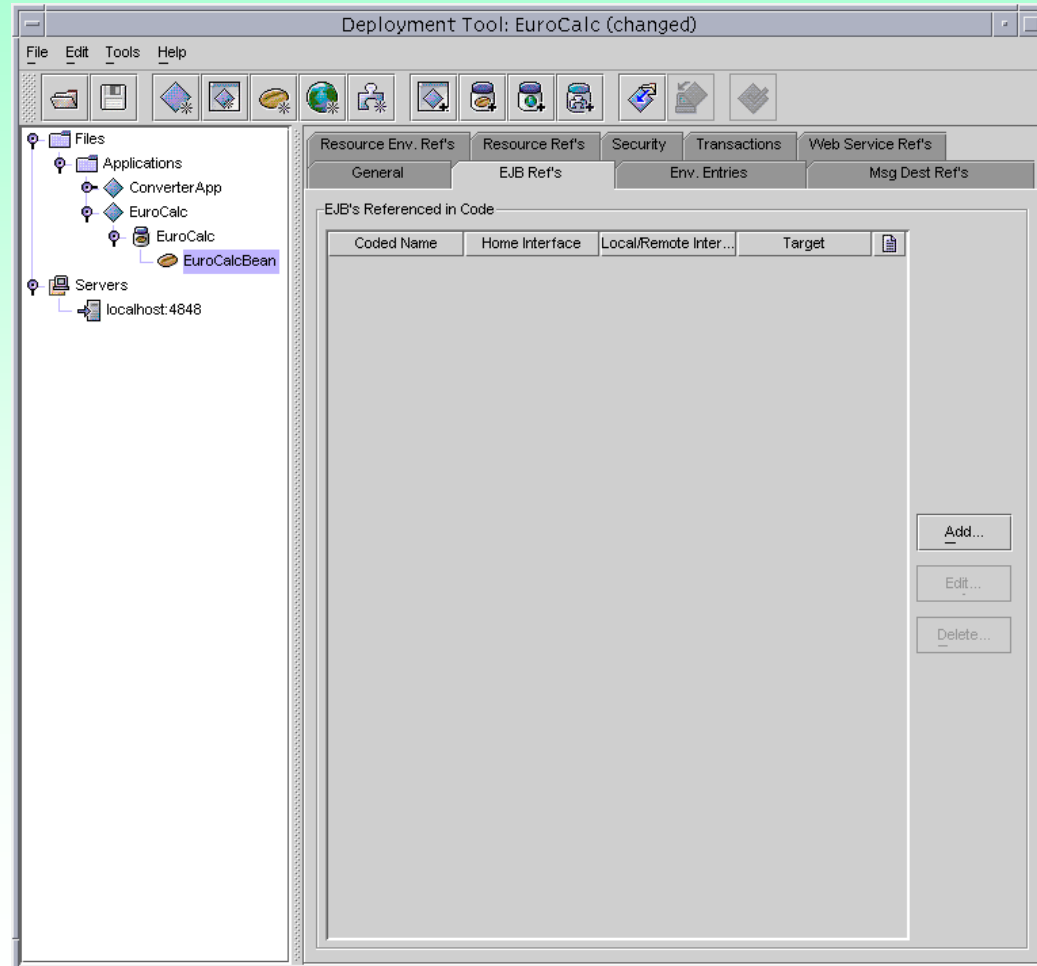 Deployment Tool: EuroCalc (changed)
File Edit Tools Help
Files
Applications
ConverterApp
EuroCalc
EuroCalc
EuroCalcBean
Servers
localhost:4848
Resource Env. Ref's Resource Ref's Security Transactions Web Service Ref's
General EJB Ref's Env. Entries Msg Dest Ref's
EJB's Referenced in Code
Coded Name Home Interface Local/Remote Inter... Target
Add...
Edit...
Delete...